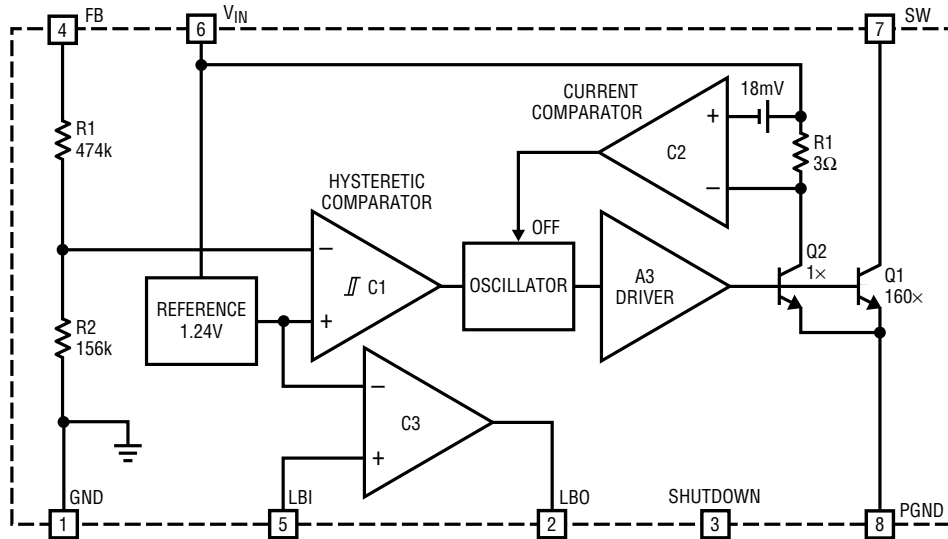 FB
4
VIN
6
SW
7
CURRENT
COMPARATOR
18mV
R1
474k
+
C2
−
R1
3Ω
HYSTERETIC
COMPARATOR
OFF
−
C1
+
OSCILLATOR
A3
DRIVER
Q2
1×
Q1
160×
REFERENCE
1.24V
R2
156k
−
C3
+
GND
1
LBI
5
LBO
2
SHUTDOWN
3
PGND
8